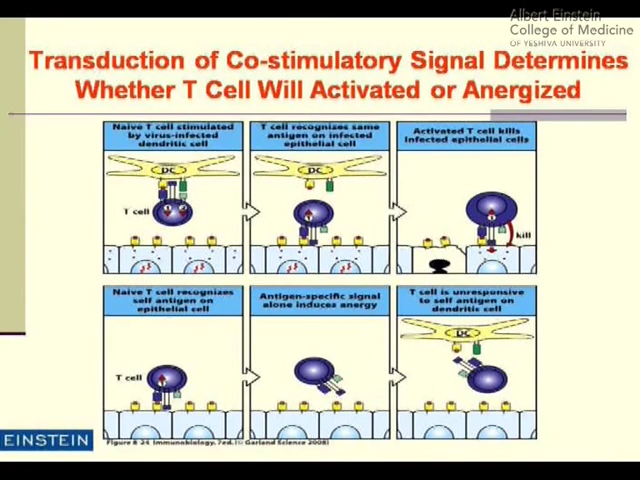 Albert Einstein
College of Medicine
OF YESHIVA UNIVERSITY
Transduction of Co-stimulatory Signal Determines
Whether T Cell Will Activated or Anergized
Naive T cell stimulated
by virus-infected
dendritic cell
T cell recognizes same
antigen on infected
epithelial cell
Activated T cell kills
infected epithelial cells
DC
DC
T cell
kill
Naive T cell recognizes
self antigen on
epithelial cell
Antigen-specific signal
alone induces anergy
T cell is unresponsive
to self antigen on
dendritic cell
DC
T cell
EINSTEIN
Figure 8-24 Immunobiology, 7ed. (© Garland Science 2008)